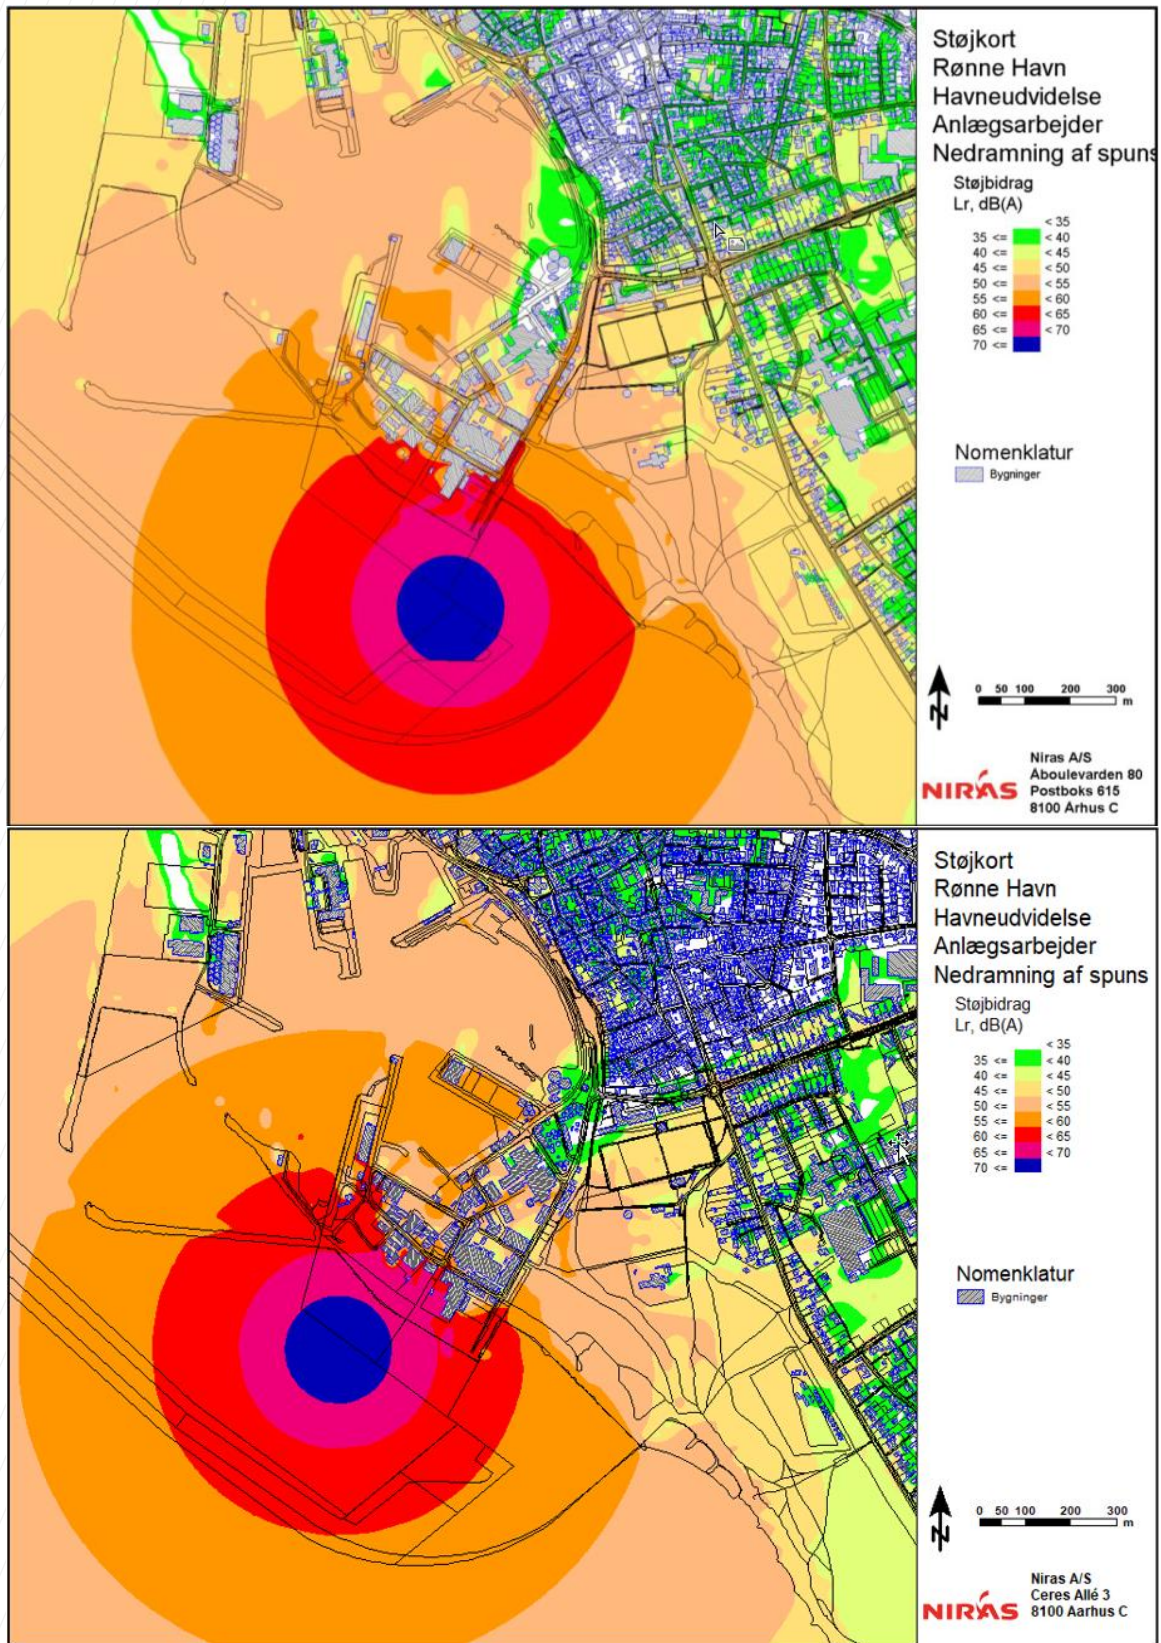 Støjkort
Rønne Havn
Havneudvidelse
Anlægsarbejder
Nedramning af spuns
Støjbidrag
Lr, dB(A)
< 35
35 <= < 40
40 <= < 45
45 <= < 50
50 <= < 55
55 <= < 60
60 <= < 65
65 <= < 70
70 <=
Nomenklatur
Bygninger
N
0 50 100 200 300
m
NIRAS
Niras A/S
Åboulevarden 80
Postboks 615
8100 Århus C
Støjkort
Rønne Havn
Havneudvidelse
Anlægsarbejder
Nedramning af spuns
Støjbidrag
Lr, dB(A)
< 35
35 <= < 40
40 <= < 45
45 <= < 50
50 <= < 55
55 <= < 60
60 <= < 65
65 <= < 70
70 <=
Nomenklatur
Bygninger
N
0 50 100 200 300
m
NIRAS
Niras A/S
Ceres Allé 3
8100 Aarhus C